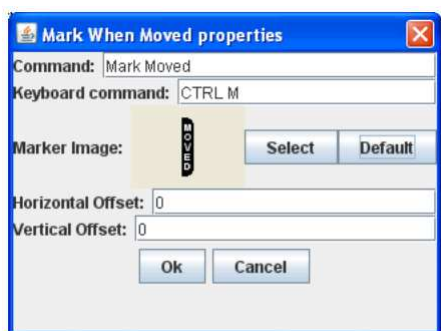 Mark When Moved properties
Command: Mark Moved
Keyboard command: CTRL M
Marker Image: MOVED Select Default
Horizontal Offset: 0
Vertical Offset: 0
Ok Cancel